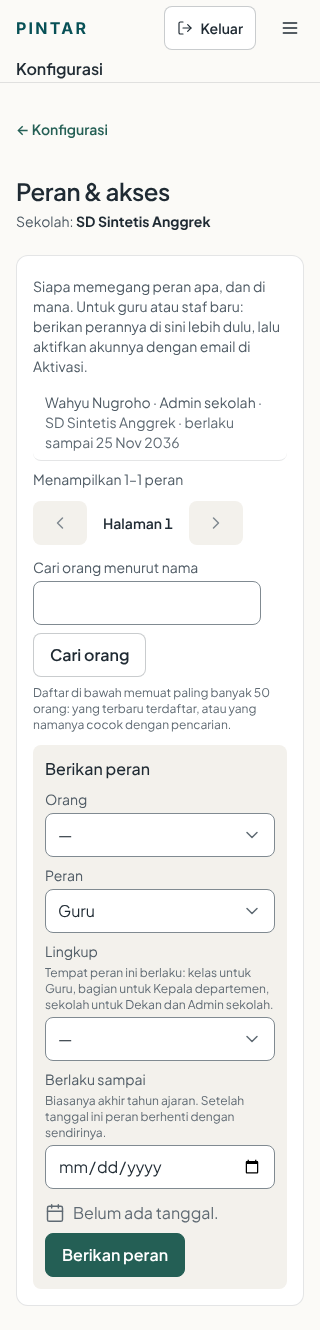 PINTAR
Keluar
Konfigurasi
← Konfigurasi
Peran & akses
Sekolah: SD Sintetis Anggrek
Siapa memegang peran apa, dan di
mana. Untuk guru atau staf baru:
berikan perannya di sini lebih dulu, lalu
aktifkan akunnya dengan email di
Aktivasi.
Wahyu Nugroho · Admin sekolah ·
SD Sintetis Anggrek · berlaku
sampai 25 Nov 2036
Menampilkan 1–1 peran
Halaman 1
Cari orang menurut nama
Cari orang
Daftar di bawah memuat paling banyak 50
orang: yang terbaru terdaftar, atau yang
namanya cocok dengan pencarian.
Berikan peran
Orang
—
Peran
Guru
Lingkup
Tempat peran ini berlaku: kelas untuk
Guru, bagian untuk Kepala departemen,
sekolah untuk Dekan dan Admin sekolah.
—
Berlaku sampai
Biasanya akhir tahun ajaran. Setelah
tanggal ini peran berhenti dengan
sendirinya.
mm/dd/yyyy
Belum ada tanggal.
Berikan peran